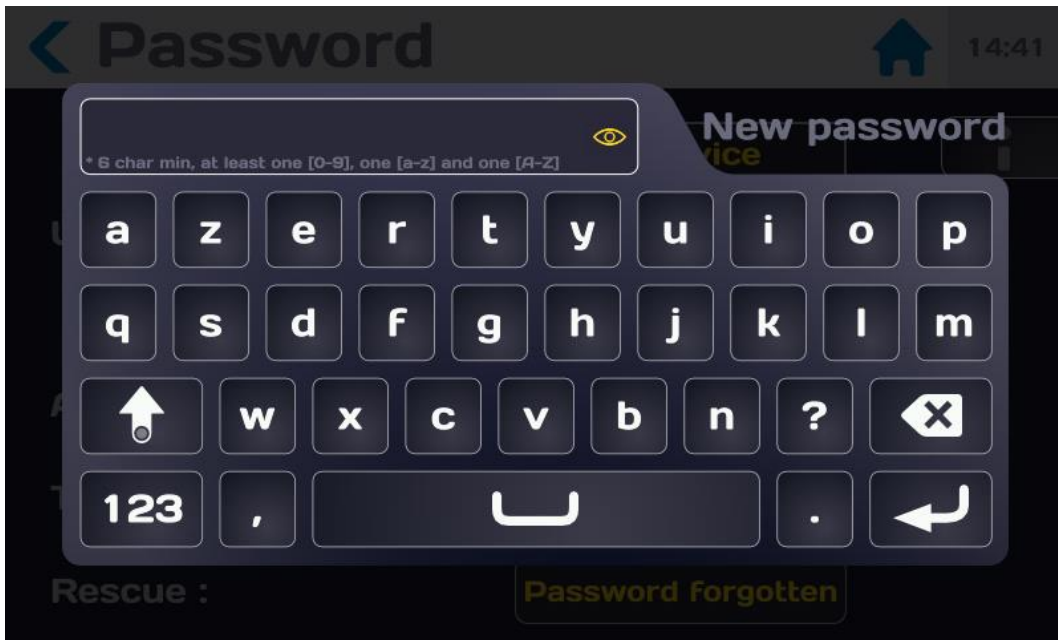 Password
14:41
New password
vice
* 6 char min, at least one [0-9], one [a-z] and one [A-Z]
a z e r t y u i o p
q s d f g h j k l m
w x c v b n ?
123 , .
Rescue :
Password forgotten